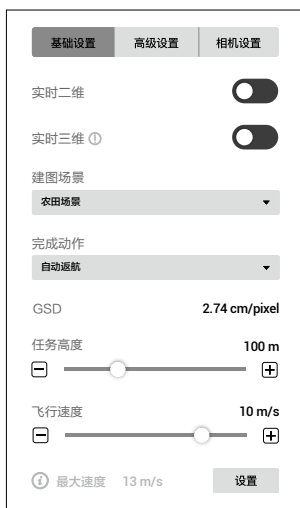 基础设置 高级设置 相机设置
实时二维
实时三维
建图场景
农田场景
完成动作
自动返航
GSD 2.74 cm/pixel
任务高度 100 m
飞行速度 10 m/s
最大速度 13 m/s 设置